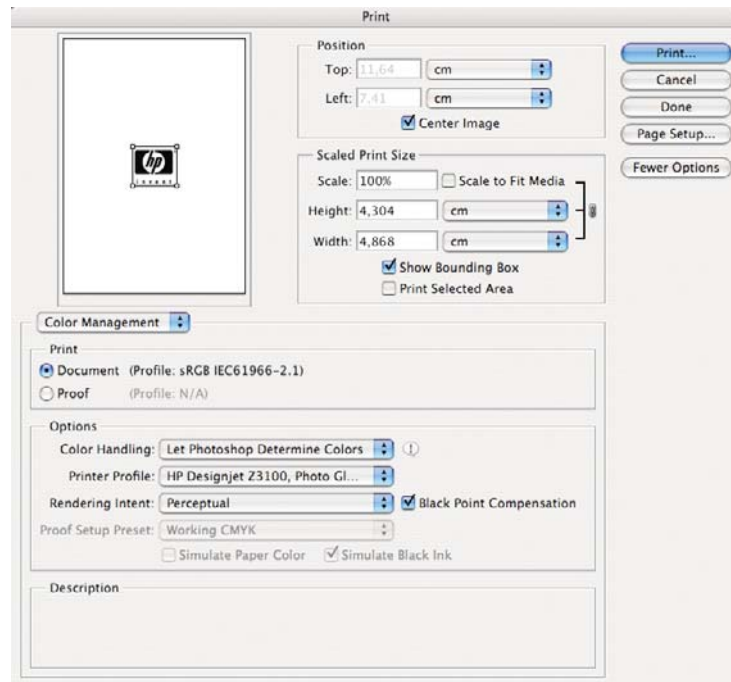 Print
Position
Top: 11,64 cm
Left: 7,41 cm
Center Image
Scaled Print Size
Scale: 100% Scale to Fit Media
Height: 4,304 cm
Width: 4,868 cm
Show Bounding Box
Print Selected Area
Print...
Cancel
Done
Page Setup...
Fewer Options
hp
invent
Color Management
Print
Document (Profile: sRGB IEC61966-2.1)
Proof (Profile: N/A)
Options
Color Handling: Let Photoshop Determine Colors
Printer Profile: HP Designjet Z3100, Photo Gl...
Rendering Intent: Perceptual Black Point Compensation
Proof Setup Preset: Working CMYK
Simulate Paper Color Simulate Black Ink
Description